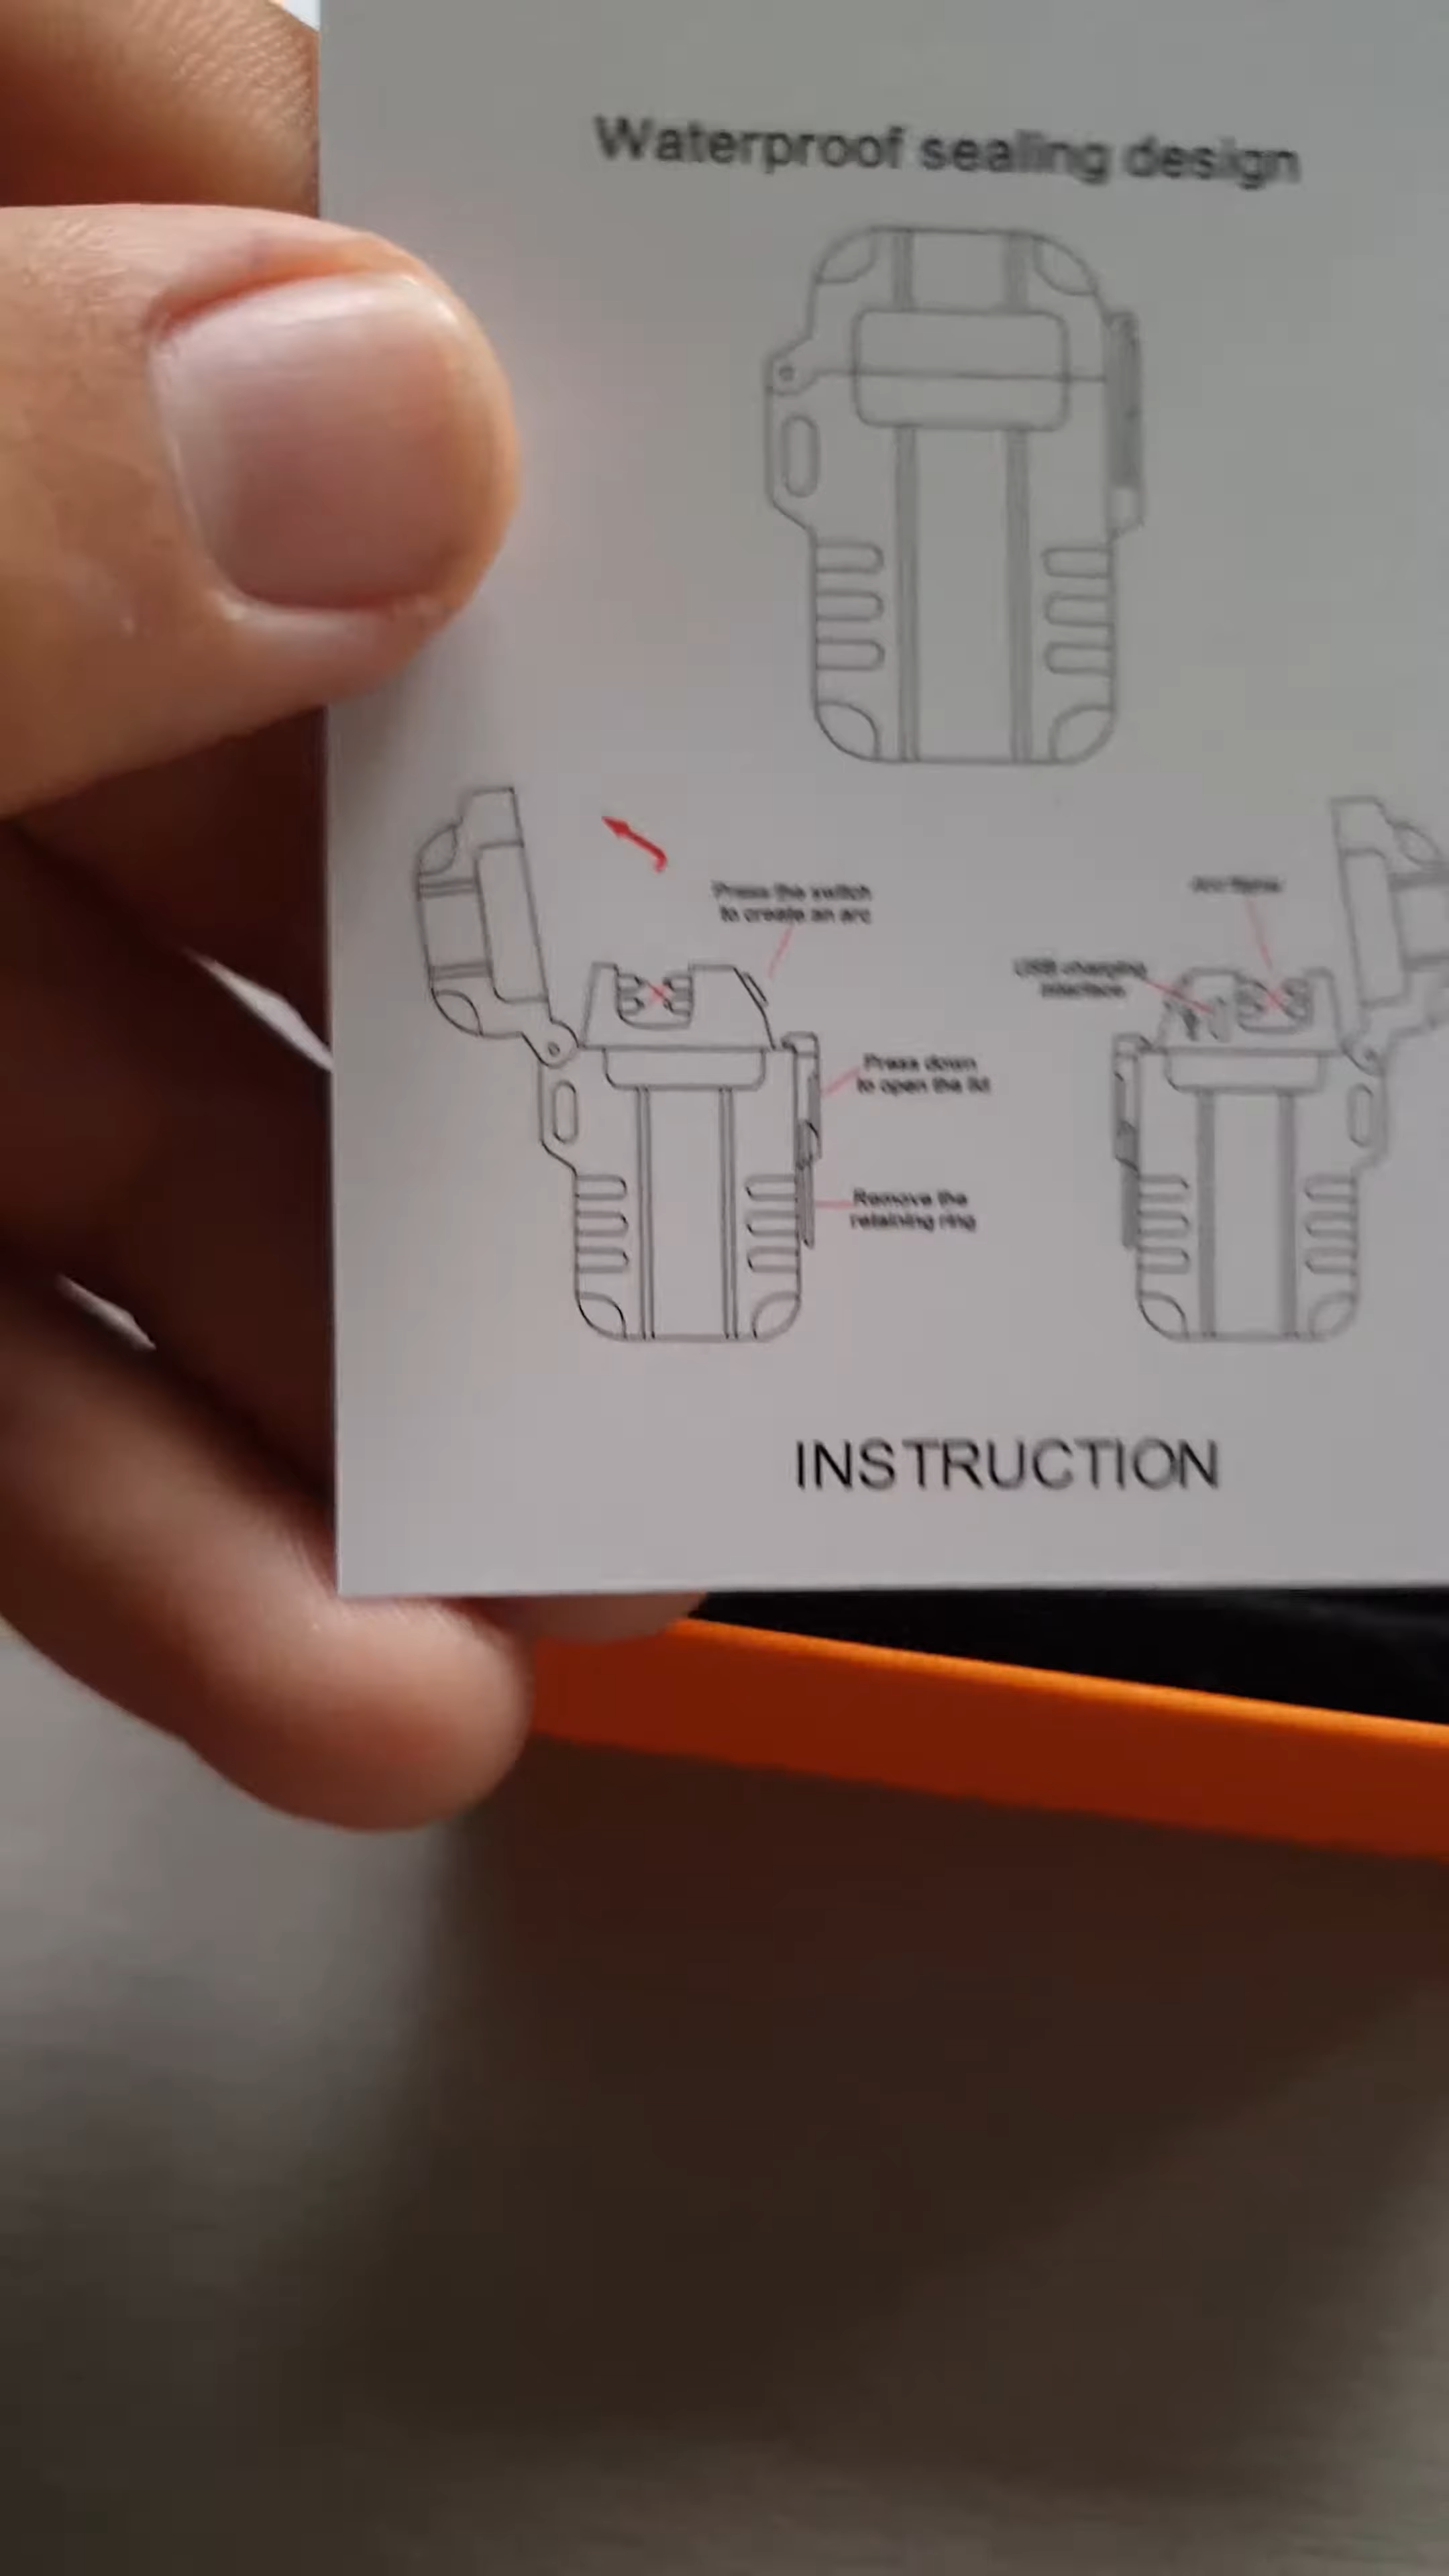 Waterproof sealing design
Press the switch
to create an arc
Arc flame
USB charging
interface
Press down
to open the lid
Remove the
retaining ring
INSTRUCTION